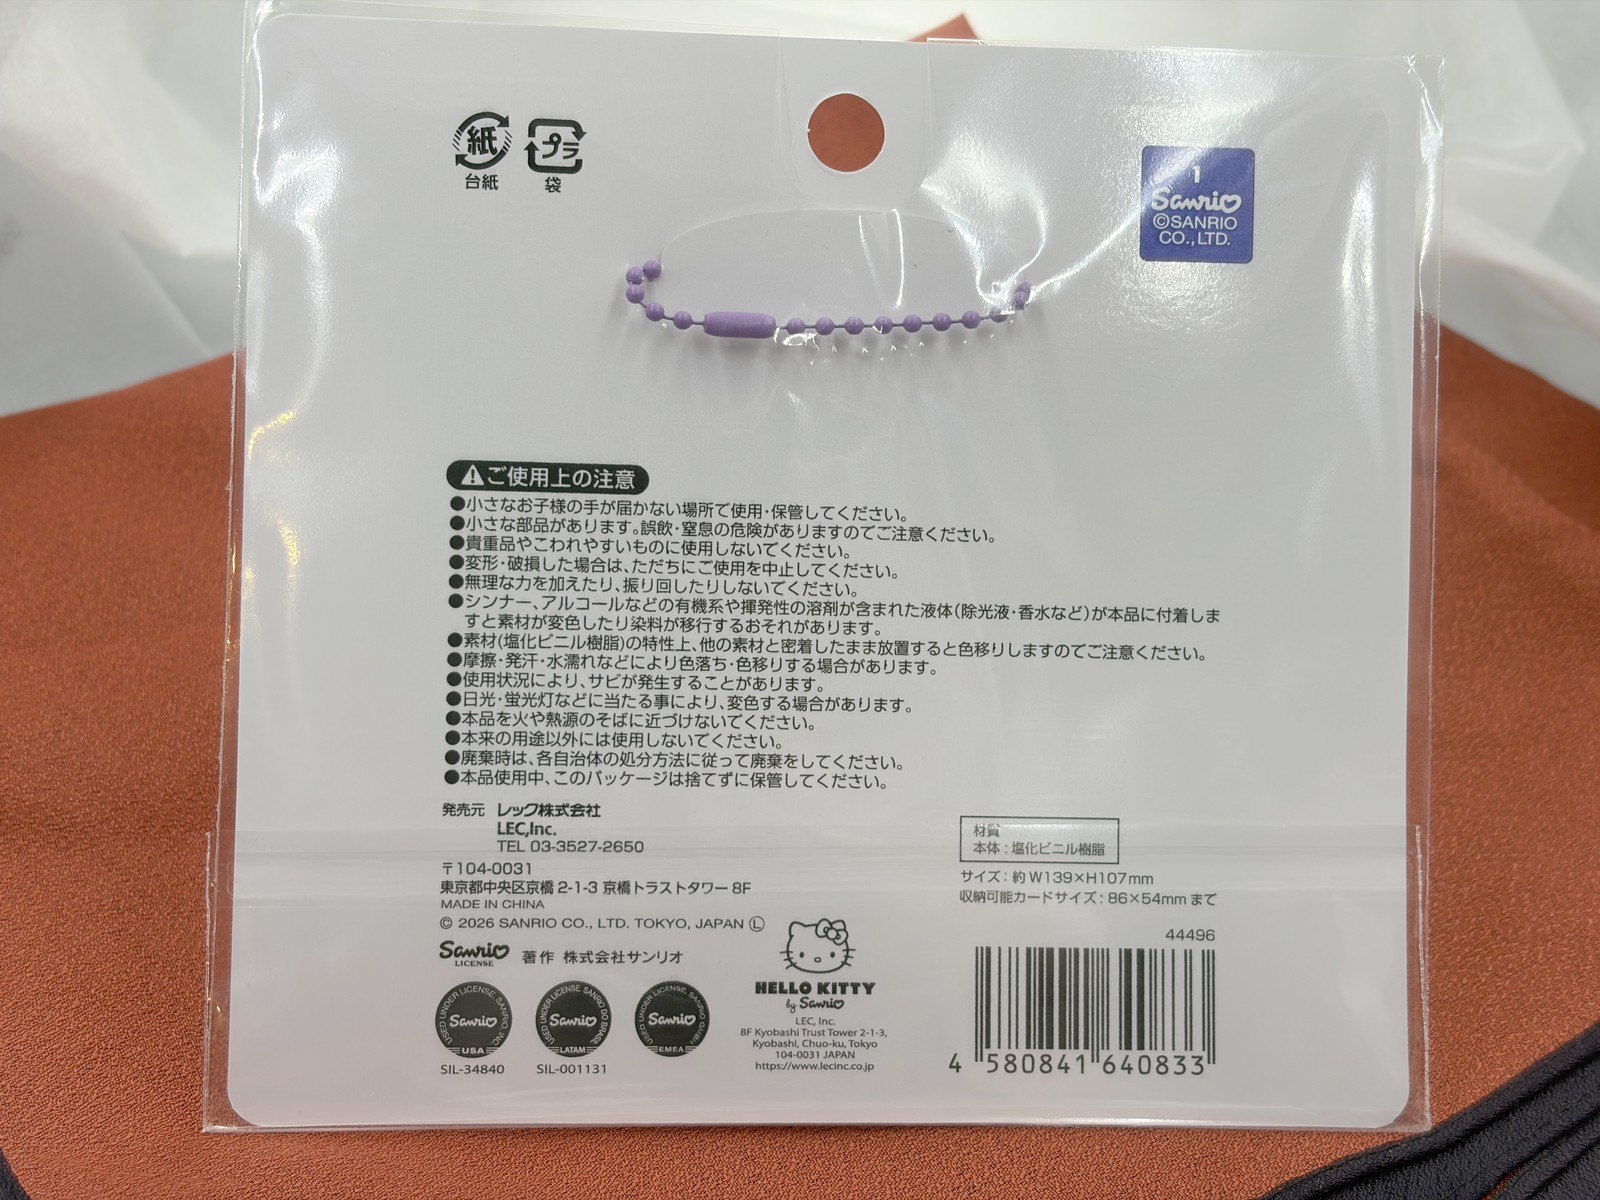 紙
台紙
プラ
袋
1
Sanrio
©SANRIO
CO.,LTD.
ご使用上の注意
●小さなお子様の手が届かない場所で使用・保管してください。
●小さな部品があります。誤飲・窒息の危険がありますのでご注意ください。
●貴重品やこわれやすいものに使用しないでください。
●変形・破損した場合は、ただちにご使用を中止してください。
●無理な力を加えたり、振り回したりしないでください。
●シンナー、アルコールなどの有機系や揮発性の溶剤が含まれた液体(除光液・香水など)が本品に付着しま
すと素材が変色したり染料が移行するおそれがあります。
●素材(塩化ビニル樹脂)の特性上、他の素材と密着したまま放置すると色移りしますのでご注意ください。
●摩擦・発汗・水濡れなどにより色落ち・色移りする場合があります。
●使用状況により、サビが発生することがあります。
●日光・蛍光灯などに当たる事により、変色する場合があります。
●本品を火や熱源のそばに近づけないでください。
●本来の用途以外には使用しないでください。
●廃棄時は、各自治体の処分方法に従って廃棄をしてください。
●本品使用中、このパッケージは捨てずに保管してください。
発売元 レック株式会社
LEC,Inc.
TEL 03-3527-2650
〒104-0031
東京都中央区京橋 2-1-3 京橋トラストタワー 8F
MADE IN CHINA
© 2026 SANRIO CO., LTD. TOKYO, JAPAN Ⓛ
Sanrio
LICENSE
著作 株式会社サンリオ
USED UNDER LICENSE SANRIO, INC.
Sanrio
USA
SIL-34840
USED UNDER LICENSE SANRIO DO BRASIL
Sanrio
LATAM
SIL-001131
USED UNDER LICENSE SANRIO GMBH
Sanrio
EMEA
HELLO KITTY
by Sanrio
LEC, Inc.
8F Kyobashi Trust Tower 2-1-3,
Kyobashi, Chuo-ku, Tokyo
104-0031 JAPAN
https://www.lecinc.co.jp
材質
本体：塩化ビニル樹脂
サイズ：約 W139×H107mm
収納可能カードサイズ：86×54mm まで
44496
4 580841 640833